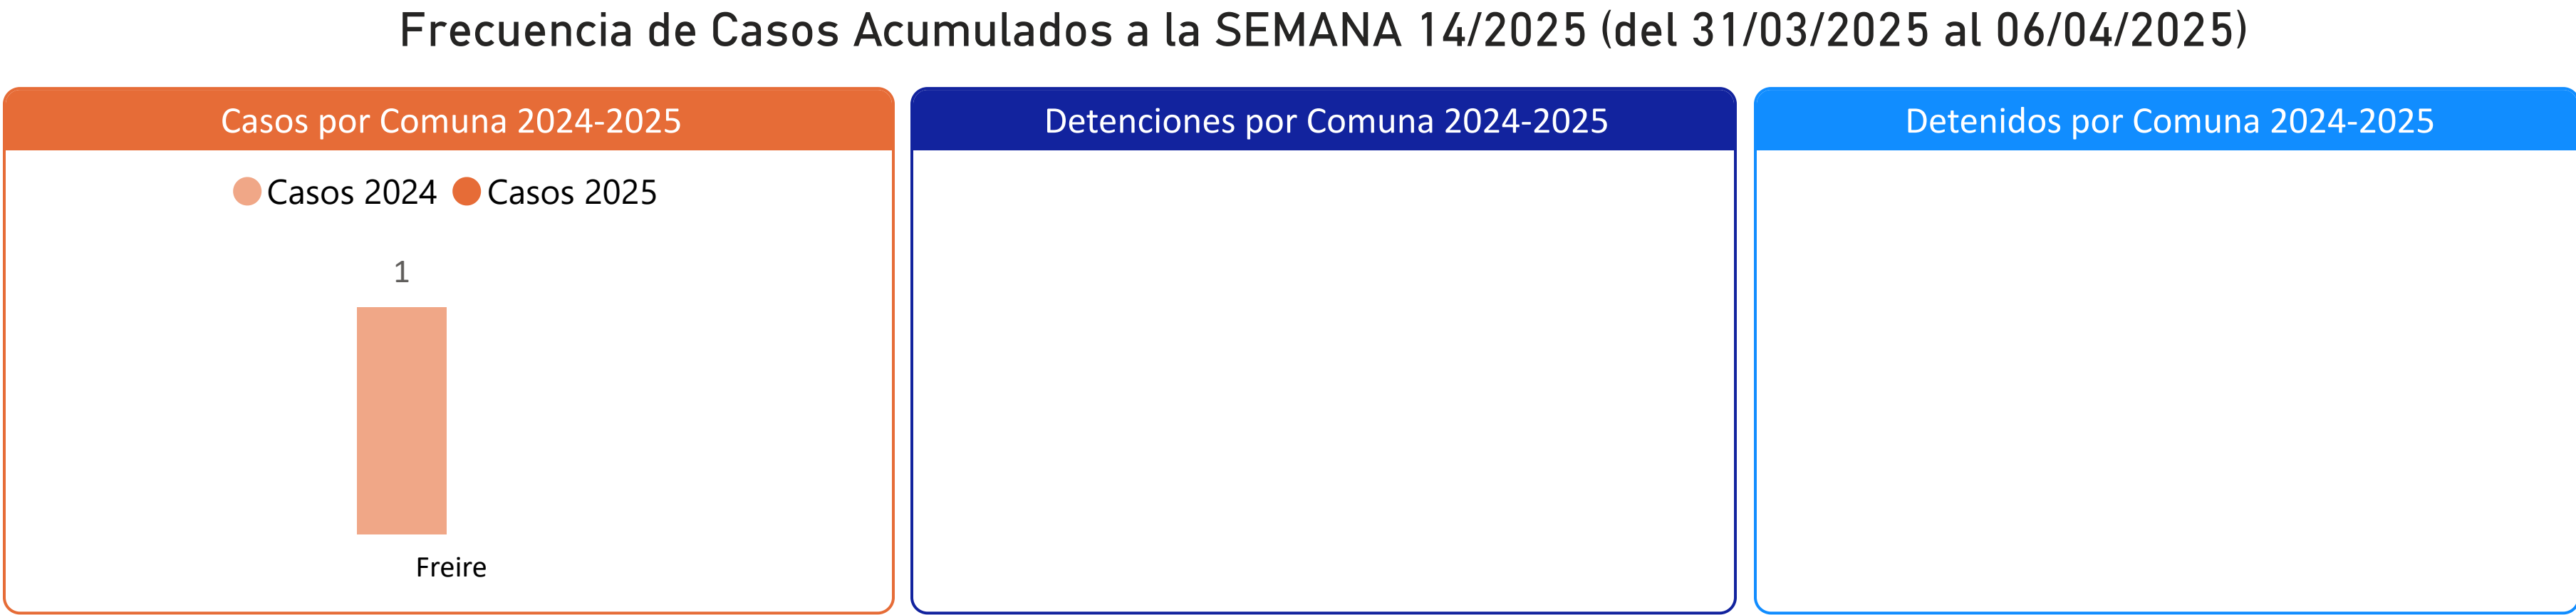 Frecuencia de Casos Acumulados a la SEMANA 14/2025 (del 31/03/2025 al 06/04/2025)
Casos por Comuna 2024-2025
Casos 2024 Casos 2025
1
Freire
Detenciones por Comuna 2024-2025
Detenidos por Comuna 2024-2025